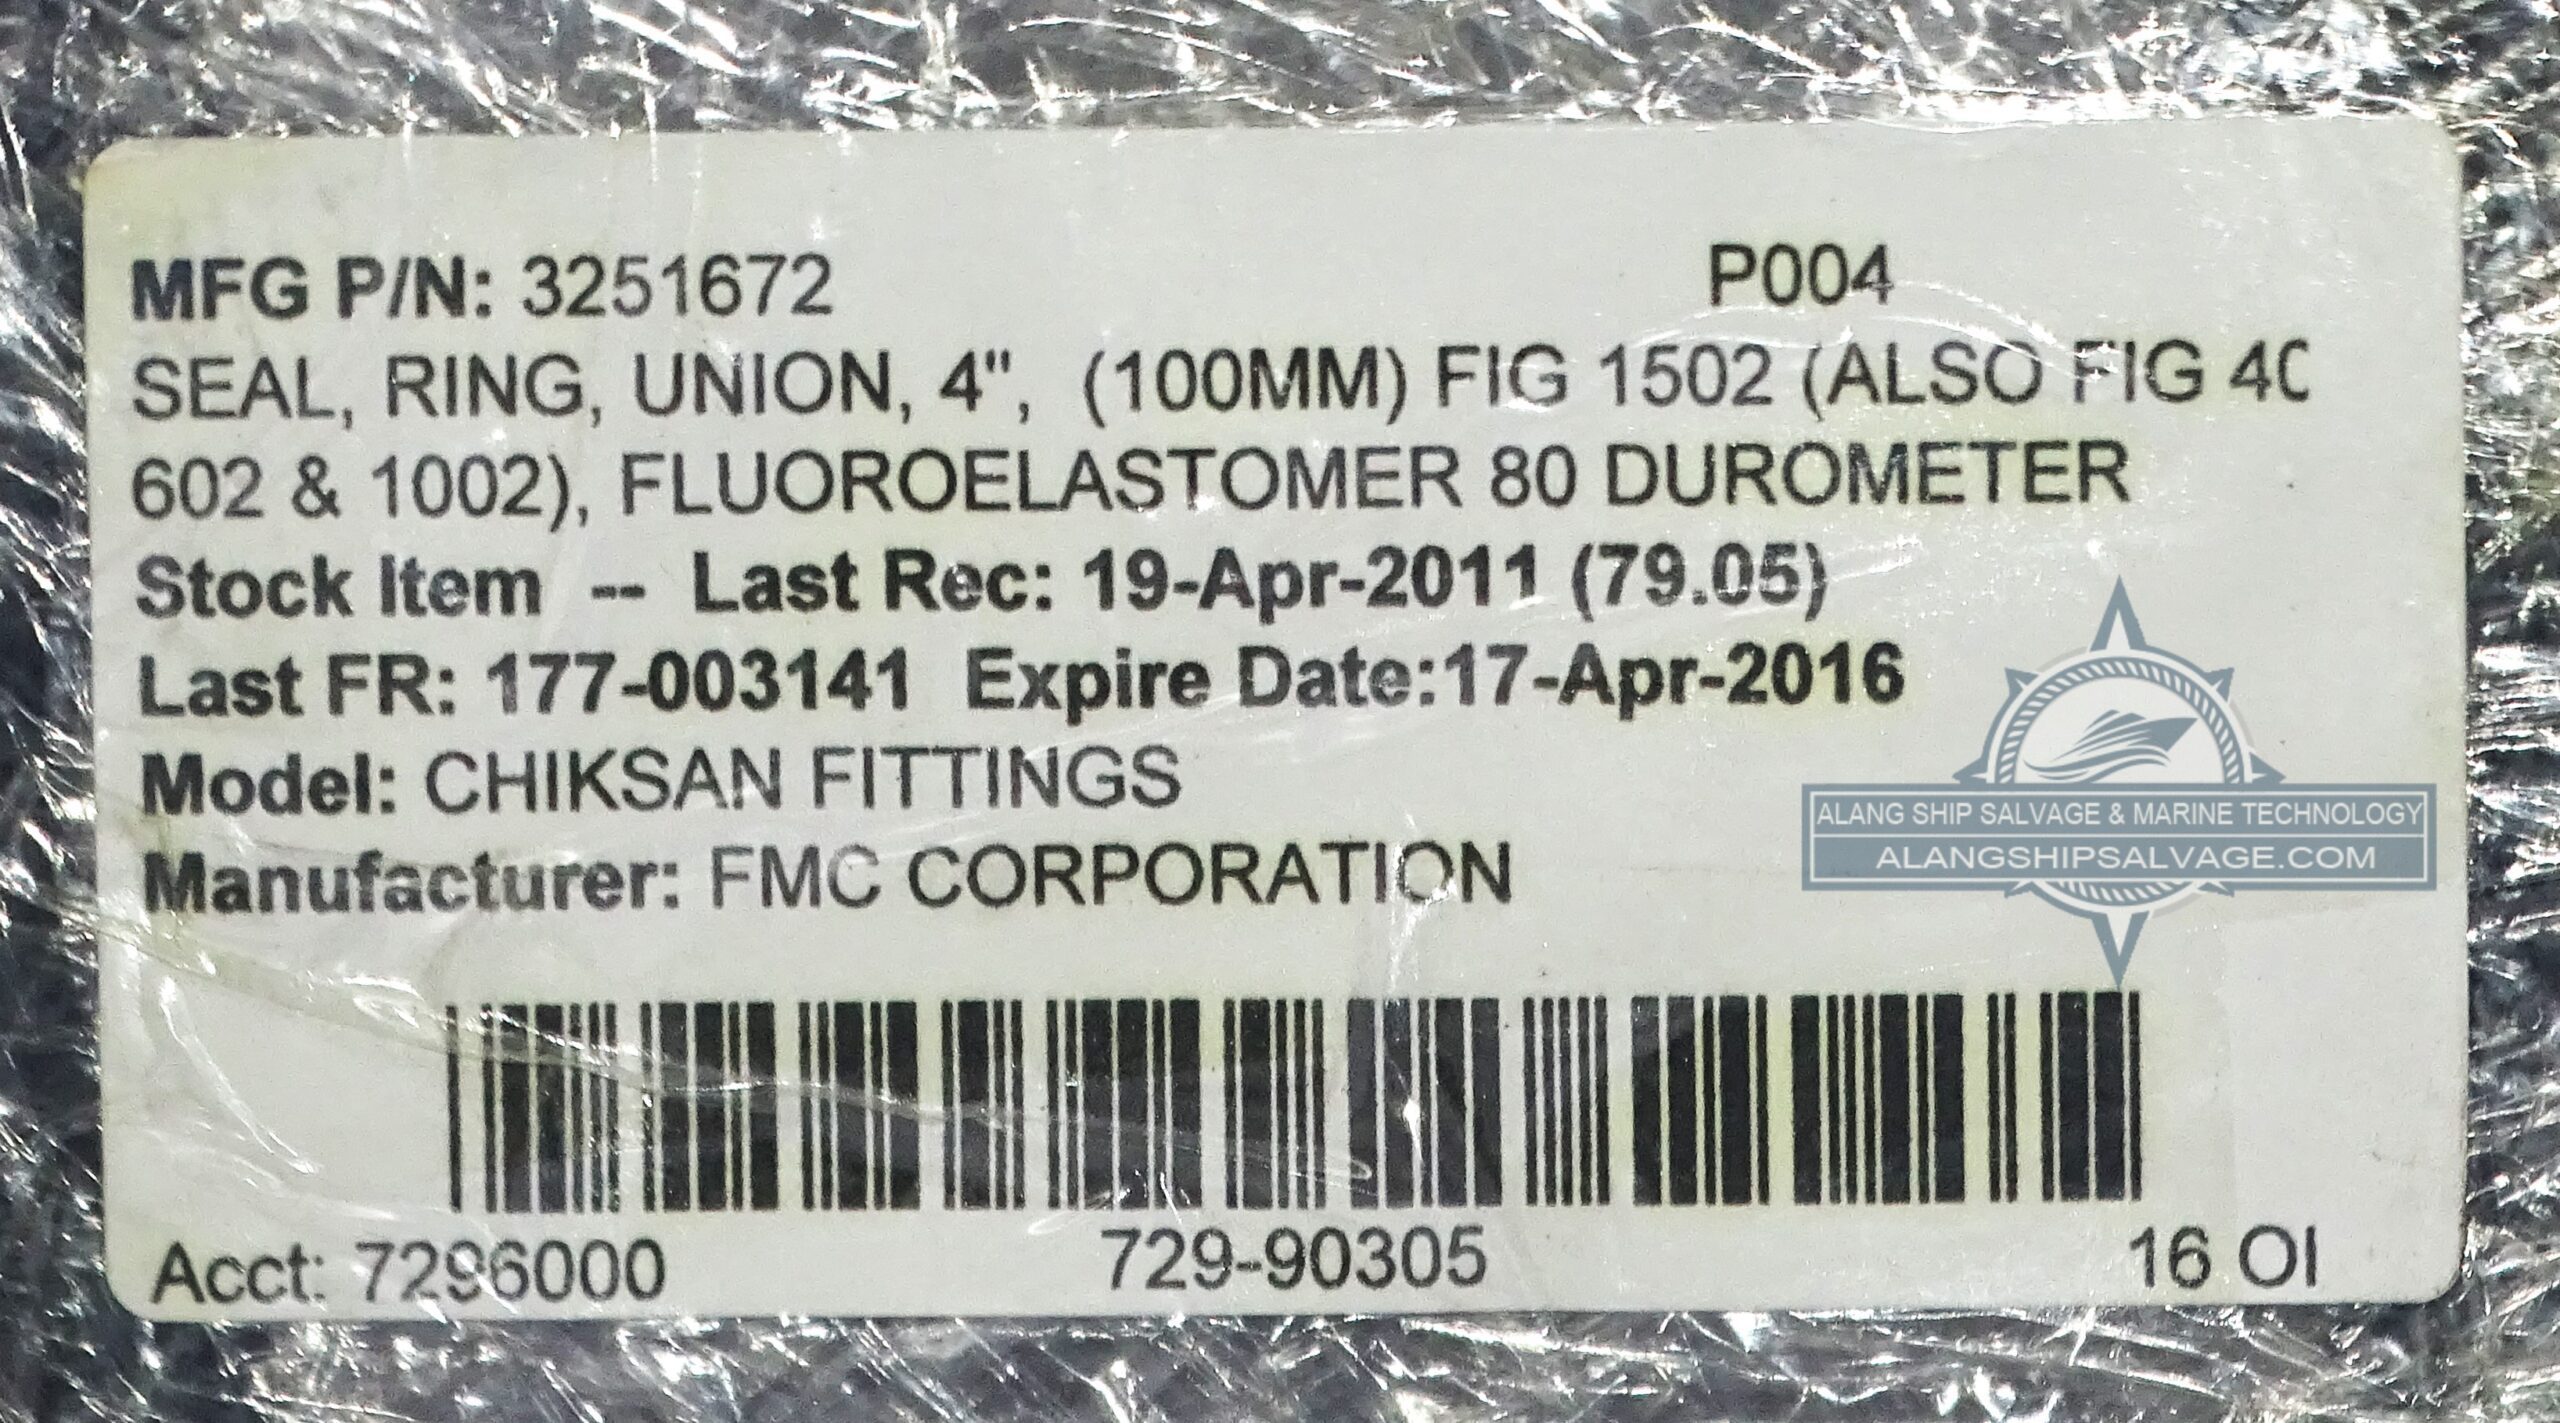 MFG P/N: 3251672 P004
SEAL, RING, UNION, 4", (100MM) FIG 1502 (ALSO FIG
602 & 1002), FLUOROELASTOMER 80 DUROMETER
Stock Item -- Last Rec: 19-Apr-2011 (79.05)
Last FR: 177-003141 Expire Date:17-Apr-2016
Model: CHIKSAN FITTINGS
Manufacturer: FMC CORPORATION
ALANG SHIP SALVAGE & MARINE TECHNOLOGY
ALANGSHIPSALVAGE.COM
Acct: 7296000 729-90305 16 OI